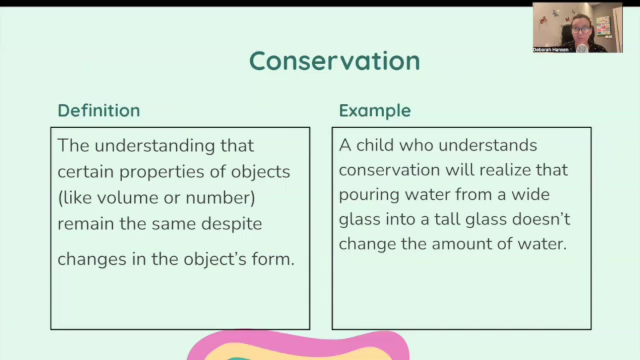 Deborah Hansen
Conservation
Definition
The understanding that
certain properties of objects
(like volume or number)
remain the same despite
changes in the object's form.
Example
A child who understands
conservation will realize that
pouring water from a wide
glass into a tall glass doesn't
change the amount of water.